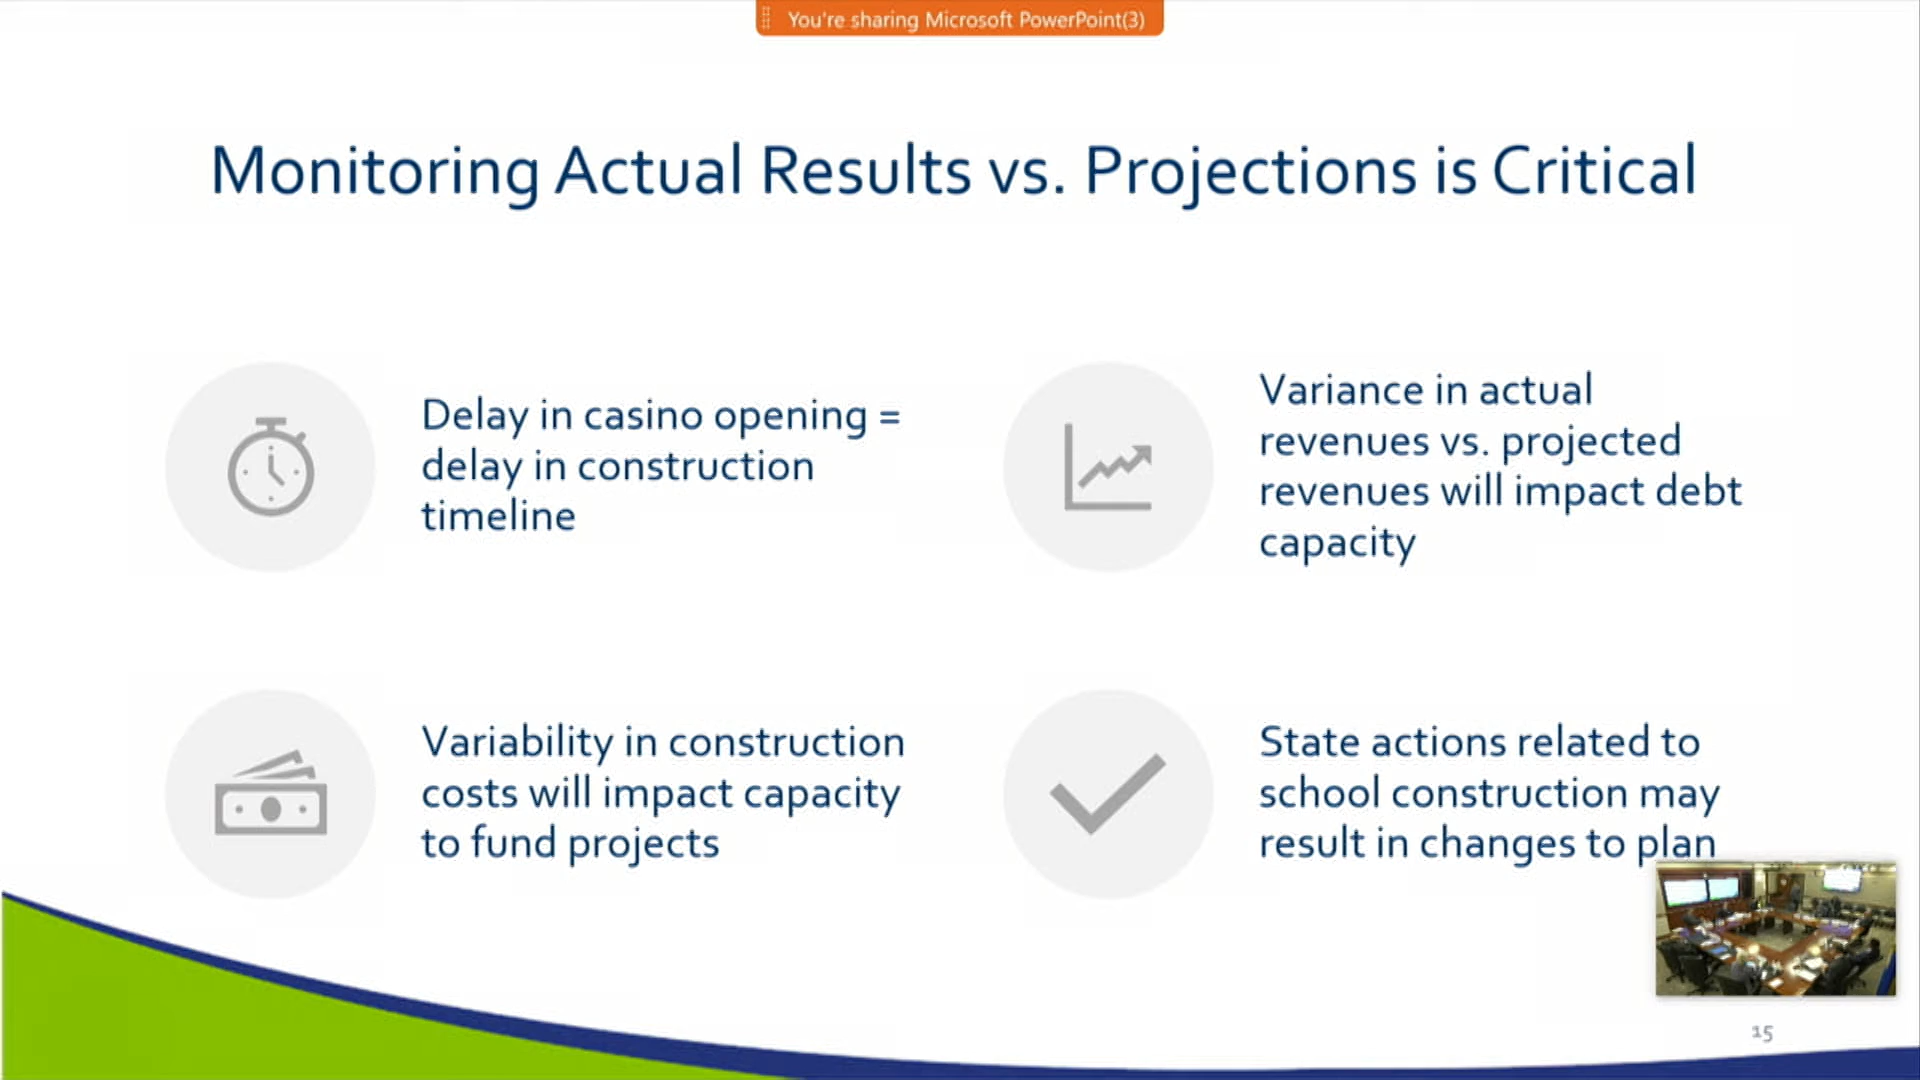 You're sharing Microsoft PowerPoint(3)
Monitoring Actual Results vs. Projections is Critical
Delay in casino opening =
delay in construction
timeline
Variance in actual
revenues vs. projected
revenues will impact debt
capacity
Variability in construction
costs will impact capacity
to fund projects
State actions related to
school construction may
result in changes to plan
15